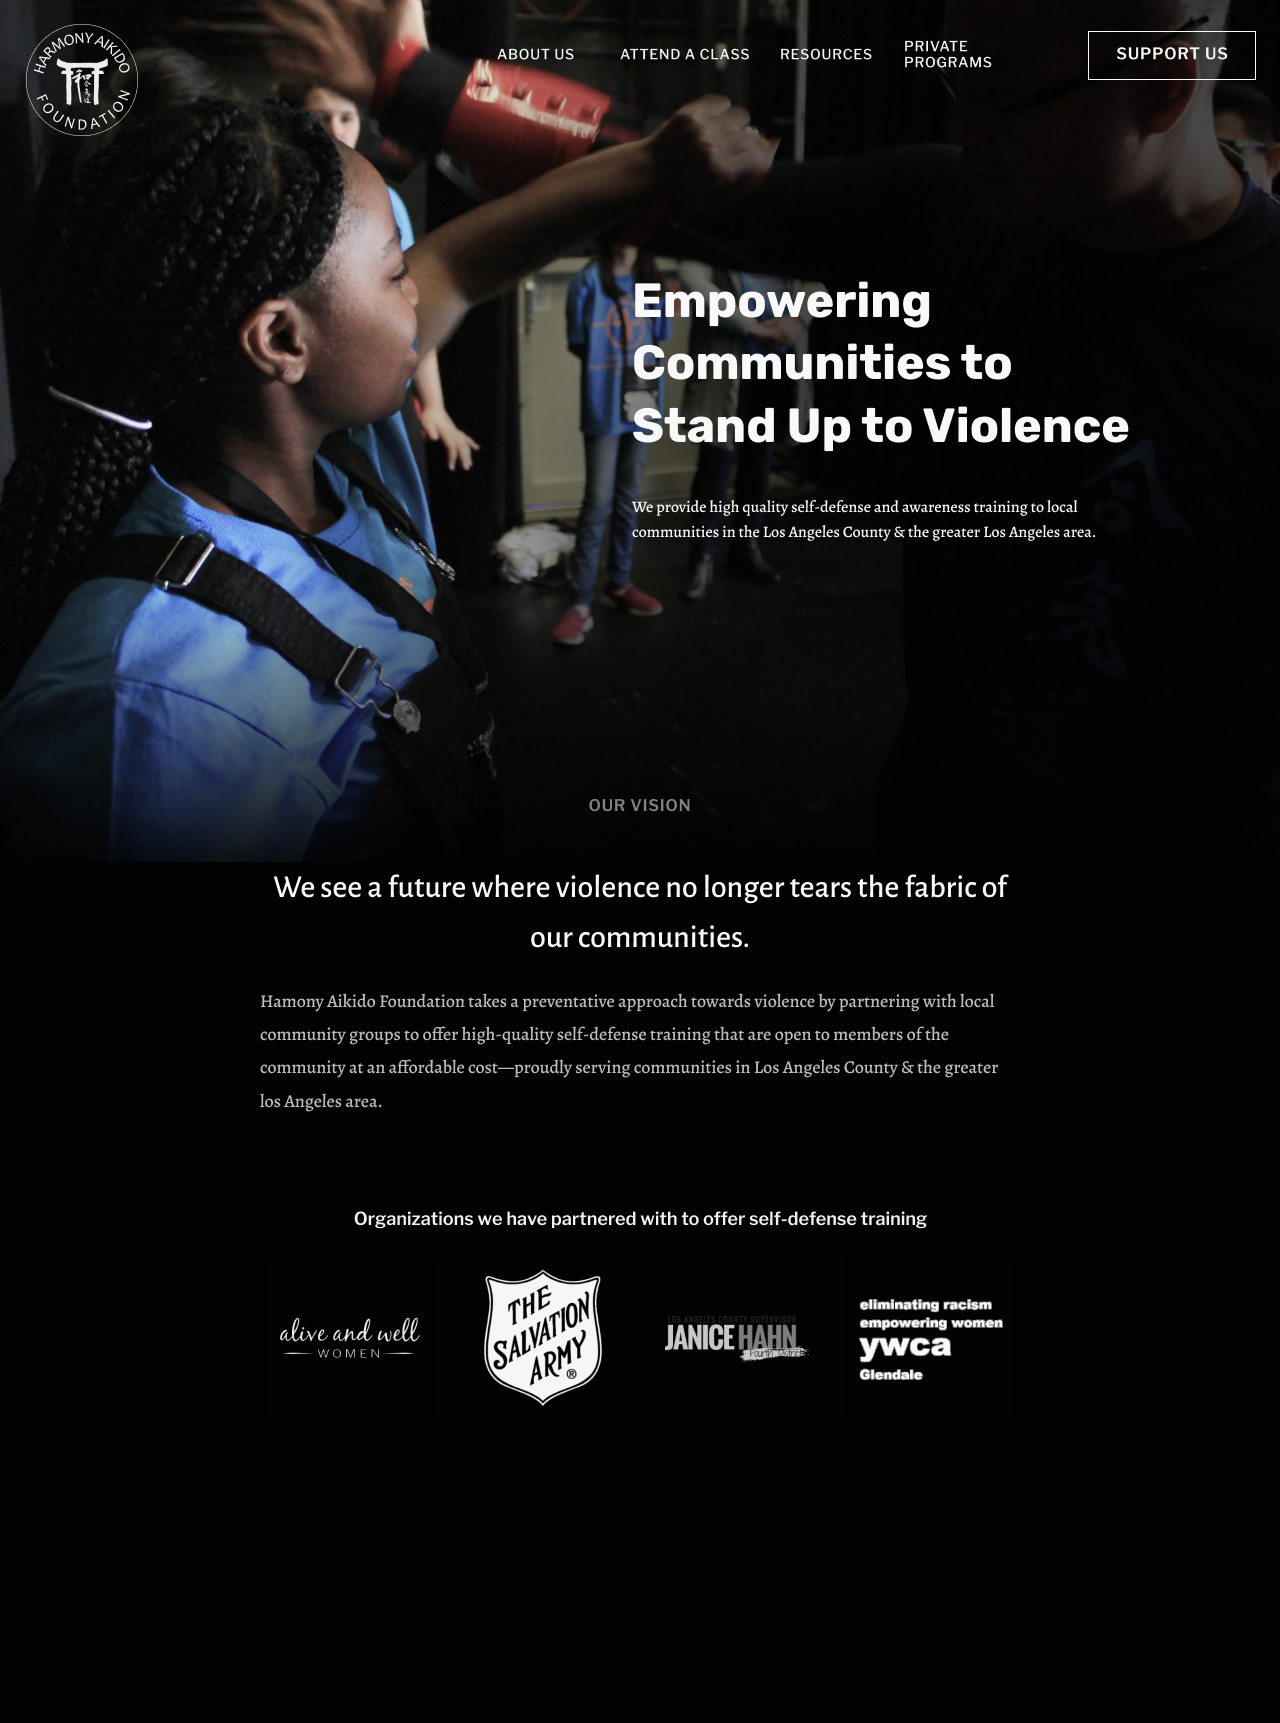 HARMONY AIKIDO
FOUNDATION
ABOUT US
ATTEND A CLASS
RESOURCES
PRIVATE
PROGRAMS
SUPPORT US
Empowering
Communities to
Stand Up to Violence
We provide high quality self-defense and awareness training to local
communities in the Los Angeles County & the greater Los Angeles area.
OUR VISION
We see a future where violence no longer tears the fabric of
our communities.
Hamony Aikido Foundation takes a preventative approach towards violence by partnering with local
community groups to offer high-quality self-defense training that are open to members of the
community at an affordable cost—proudly serving communities in Los Angeles County & the greater
los Angeles area.
Organizations we have partnered with to offer self-defense training
alive and well
WOMEN
THE
SALVATION
ARMY®
LOS ANGELES COUNTY SUPERVISOR
JANICE HAHN
Fourth District
eliminating racism
empowering women
ywca
Glendale